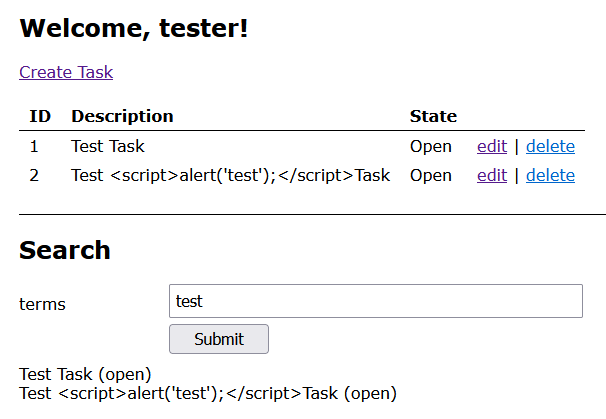 Welcome, tester!
Create Task
ID Description State
1 Test Task Open edit | delete
2 Test <script>alert('test');</script>Task Open edit | delete
Search
terms test
Submit
Test Task (open)
Test <script>alert('test');</script>Task (open)